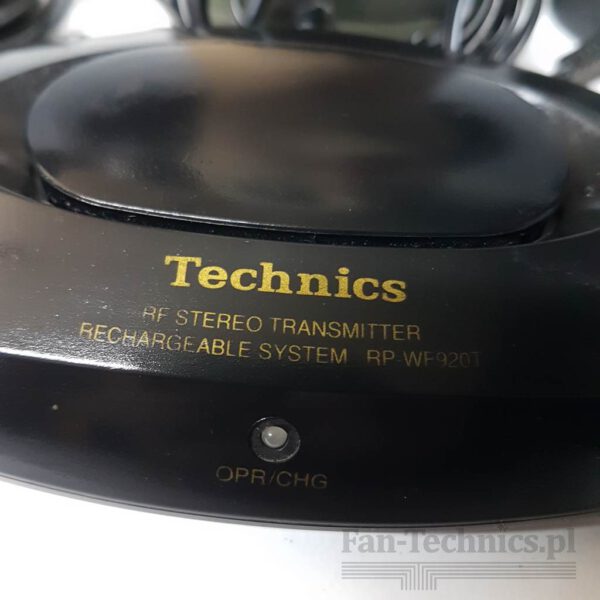 Technics
RF STEREO TRANSMITTER
RECHARGEABLE SYSTEM RP-WF920T
OPR/CHG
Fan-Technics.pl